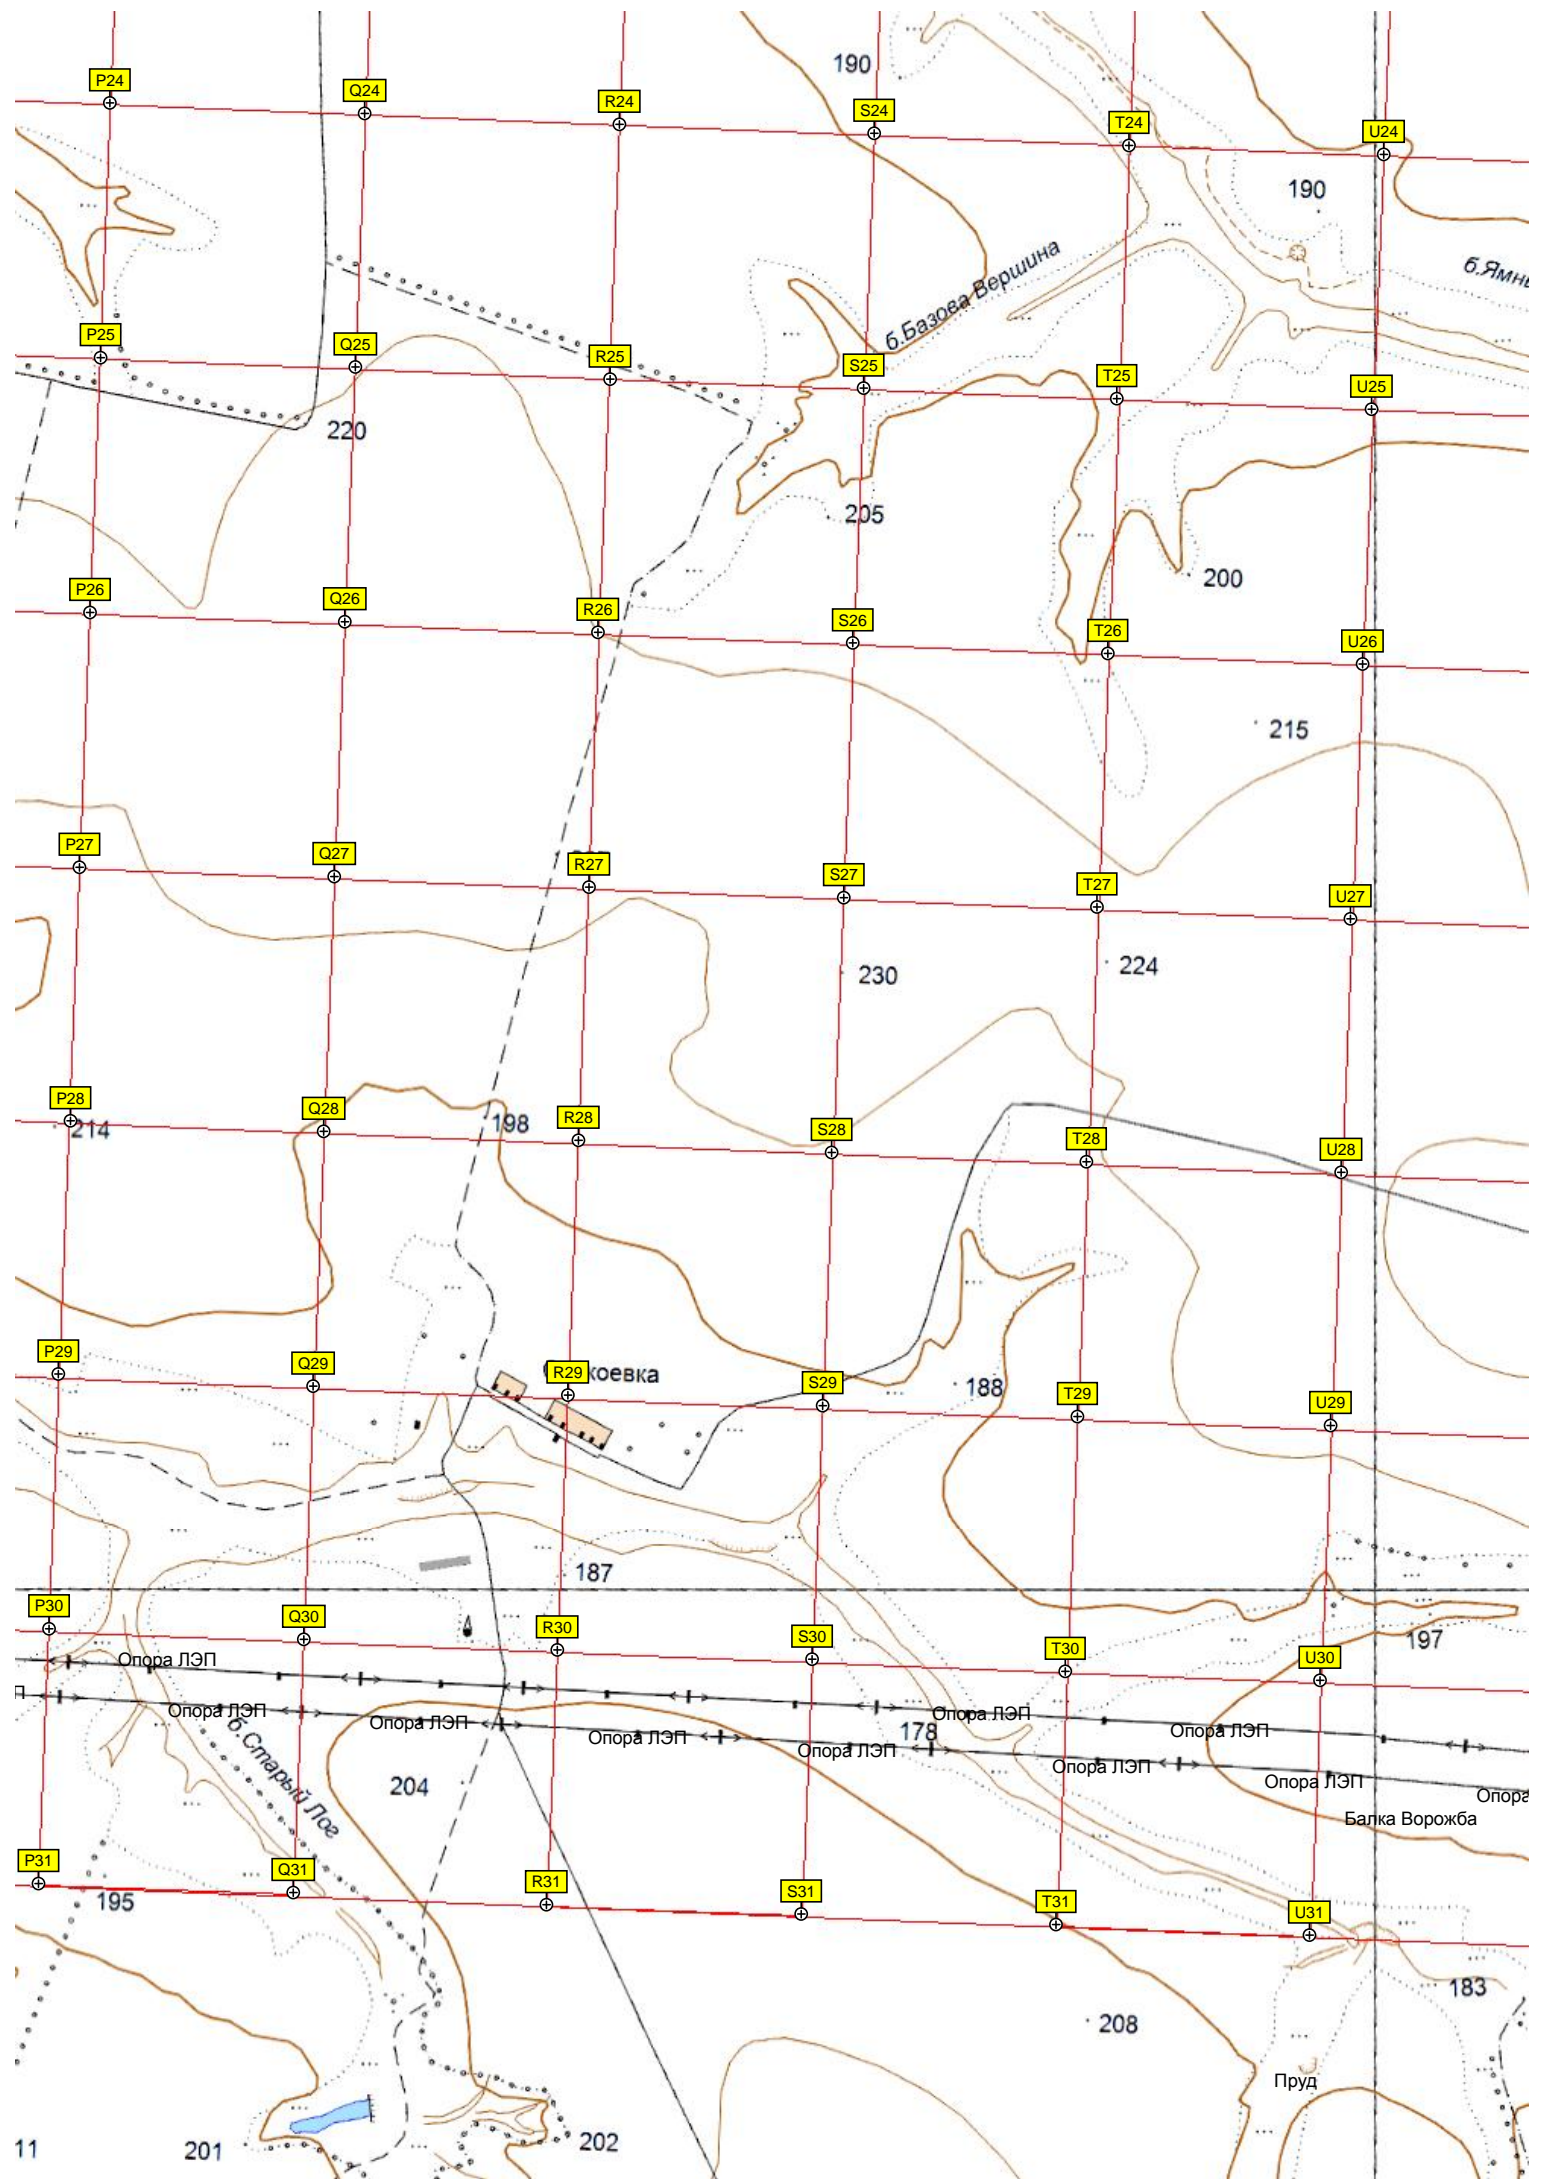 190
P24
Q24
R24
S24
T24
U24
190
б.Базова Вершина
P25
Q25
R25
S25
T25
U25
220
205
200
P26
Q26
R26
S26
T26
U26
215
P27
Q27
R27
S27
T27
U27
230
224
P28
Q28
R28
S28
T28
U28
214
198
P29
Q29
R29
S29
T29
U29
188
187
P30
Q30
R30
S30
T30
U30
197
Опора ЛЭП
Опора ЛЭП
Опора ЛЭП
Опора ЛЭП
Опора ЛЭП
Опора ЛЭП
Опора ЛЭП
Опора ЛЭП
Опора ЛЭП
Опора
178
б.Старый Лог
204
Балка Ворожба
P31
Q31
R31
S31
T31
U31
195
183
208
Пруд
11
201
202